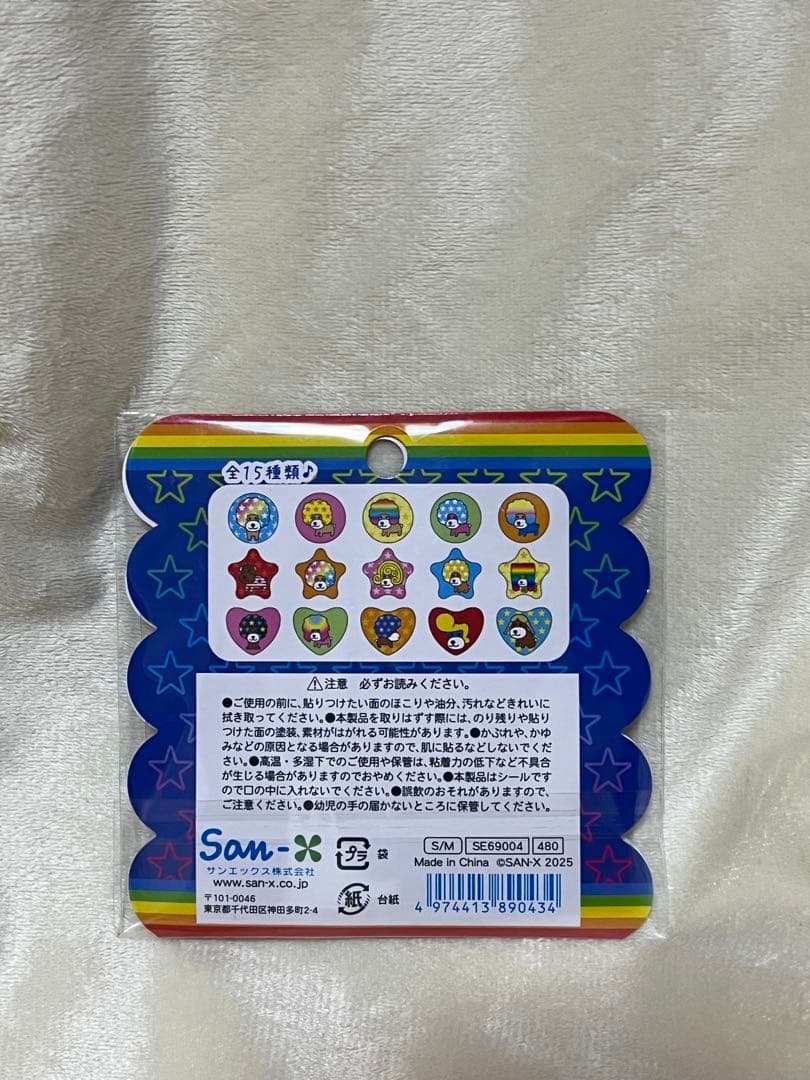 全15種類♪
⚠注意 必ずお読みください。
●ご使用の前に、貼りつけたい面のほこりや油分、汚れなどきれいに
拭き取ってください。●本製品を取りはずす際には、のり残りや貼り
つけた面の塗装、素材がはがれる可能性があります。●かぶれや、かゆ
みなどの原因となる場合がありますので、肌に貼るなどしないでくだ
さい。●高温・多湿下でのご使用や保管は、粘着力の低下など不具合
が生じる場合がありますのでおやめください。●本製品はシールです
ので口の中に入れないでください。●誤飲のおそれがありますので、
ご注意ください。●幼児の手の届かないところに保管してください。
San-X
サンエックス株式会社
www.san-x.co.jp
〒101-0046
東京都千代田区神田多町2-4
プラ 袋
紙 台紙
S/M SE69004 480
Made in China ©SAN-X 2025
4 974413 890434